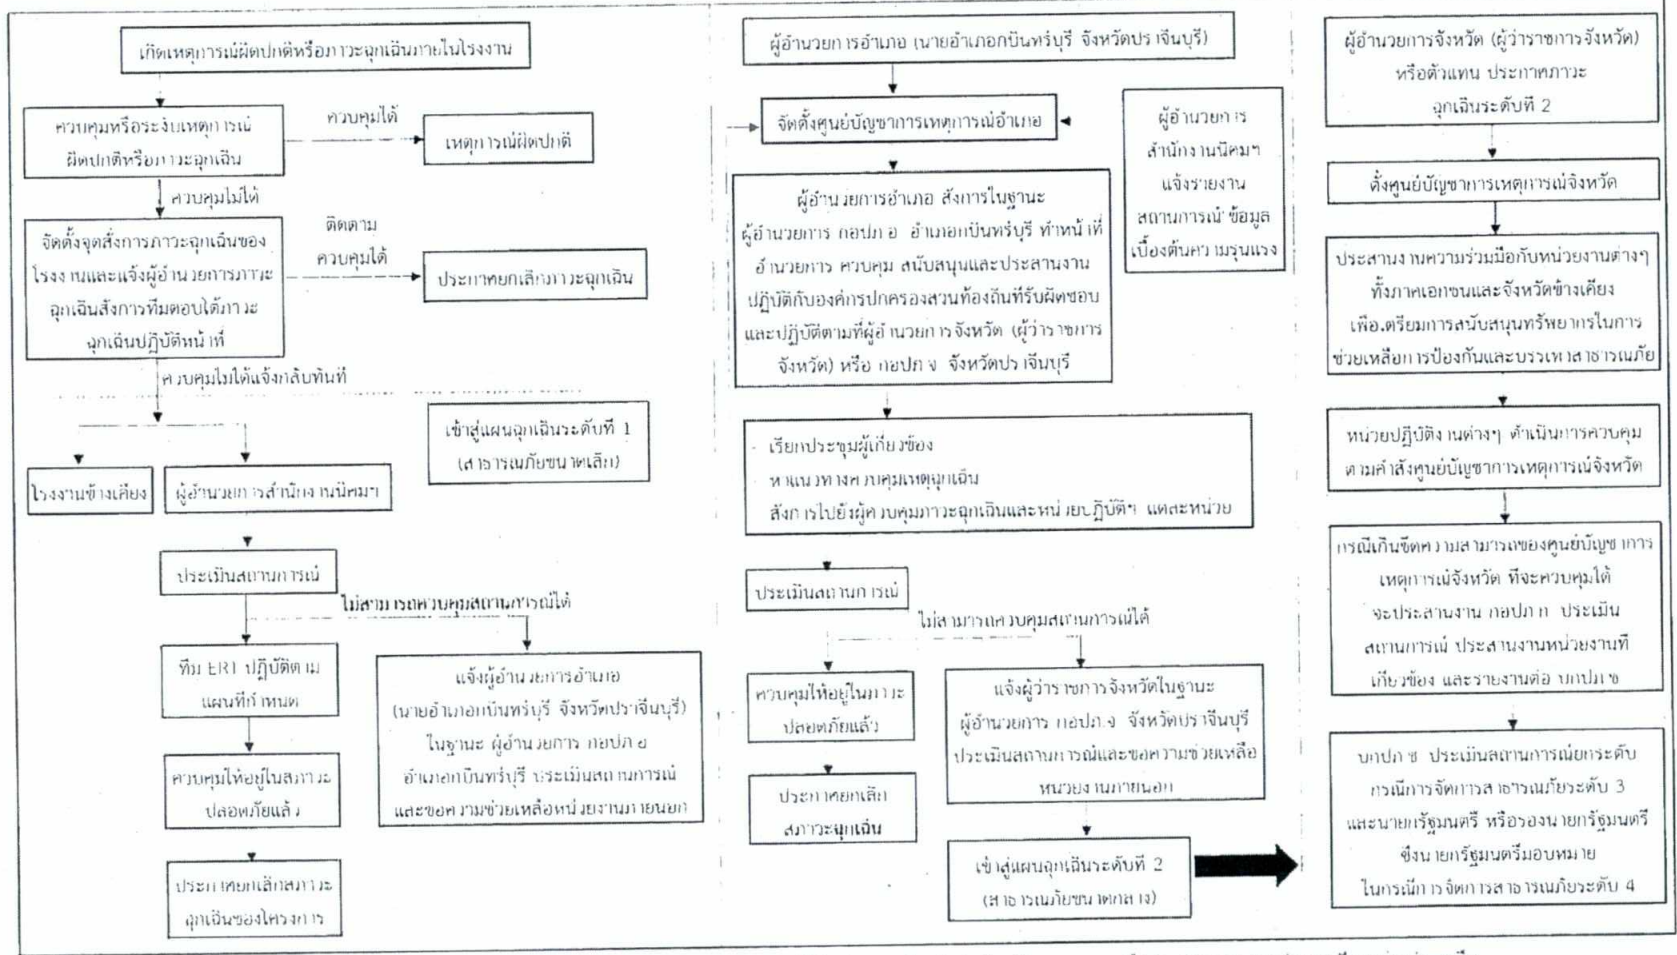 เกิดเหตุการณ์ผิดปกติหรือภาวะฉุกเฉินภายในโรงงาน
ควบคุมหรือระงับเหตุการณ์
ผิดปกติหรือภาวะฉุกเฉิน
ควบคุมได้
เหตุการณ์ผิดปกติ
ควบคุมไม่ได้
จัดตั้งจุดสั่งการภาวะฉุกเฉินของ
โรงงานและแจ้งผู้อำนวยการภาวะ
ฉุกเฉินสั่งการทีมตอบโต้ภาวะ
ฉุกเฉินปฏิบัติหน้าที่
ติดตาม
ควบคุมได้
ประกาศยกเลิกภาวะฉุกเฉิน
ควบคุมไม่ได้แจ้งกลับทันที
เข้าสู่แผนฉุกเฉินระดับที่ 1
(สาธารณภัยขนาดเล็ก)
โรงงานข้างเคียง
ผู้อำนวยการสำนักงานนิคมฯ
ประเมินสถานการณ์
ไม่สามารถควบคุมสถานการณ์ได้
ทีม ERT ปฏิบัติตาม
แผนที่กำหนด
ควบคุมให้อยู่ในสภาวะ
ปลอดภัยแล้ว
ประกาศยกเลิกสภาวะ
ฉุกเฉินของโครงการ
แจ้งผู้อำนวยการอำเภอ
(นายอำเภอกบินทร์บุรี จังหวัดปราจีนบุรี)
ในฐานะ ผู้อำนวยการ กอปภ อ
อำเภอกบินทร์บุรี ประเมินสถานการณ์
และขอความช่วยเหลือหน่วยงานภายนอก
ผู้อำนวยการอำเภอ (นายอำเภอกบินทร์บุรี จังหวัดปราจีนบุรี)
จัดตั้งศูนย์บัญชาการเหตุการณ์อำเภอ
ผู้อำนวยการ
สำนักงานนิคมฯ
แจ้งรายงาน
สถานการณ์ ข้อมูล
เบื้องต้นความรุนแรง
ผู้อำนวยการอำเภอ สั่งการในฐานะ
ผู้อำนวยการ กอปภ อ อำเภอกบินทร์บุรี ทำหน้าที่
อำนวยการ ควบคุม สนับสนุนและประสานงาน
ปฏิบัติกับองค์กรปกครองส่วนท้องถิ่นที่รับผิดชอบ
และปฏิบัติตามที่ผู้อำนวยการจังหวัด (ผู้ว่าราชการ
จังหวัด) หรือ กอปภ จ จังหวัดปราจีนบุรี
- เรียกประชุมผู้เกี่ยวข้อง
หาแนวทางควบคุมเหตุฉุกเฉิน
สั่งการไปยังผู้ควบคุมภาวะฉุกเฉินและหน่วยปฏิบัติฯ แต่ละหน่วย
ประเมินสถานการณ์
ไม่สามารถควบคุมสถานการณ์ได้
ควบคุมให้อยู่ในภาวะ
ปลอดภัยแล้ว
ประกาศยกเลิก
สภาวะฉุกเฉิน
แจ้งผู้ว่าราชการจังหวัดในฐานะ
ผู้อำนวยการ กอปภ.จ จังหวัดปราจีนบุรี
ประเมินสถานการณ์และขอความช่วยเหลือ
หน่วยงานภายนอก
เข้าสู่แผนฉุกเฉินระดับที่ 2
(สาธารณภัยขนาดกลาง)
ผู้อำนวยการจังหวัด (ผู้ว่าราชการจังหวัด)
หรือตัวแทน ประกาศภาวะ
ฉุกเฉินระดับที่ 2
ตั้งศูนย์บัญชาการเหตุการณ์จังหวัด
ประสานงานความร่วมมือกับหน่วยงานต่างๆ
ทั้งภาคเอกชนและจังหวัดข้างเคียง
เพื่อเตรียมการสนับสนุนทรัพยากรในการ
ช่วยเหลือการป้องกันและบรรเทาสาธารณภัย
หน่วยปฏิบัติงานต่างๆ ดำเนินการควบคุม
ตามคำสั่งศูนย์บัญชาการเหตุการณ์จังหวัด
กรณีเกินขีดความสามารถของศูนย์บัญชาการ
เหตุการณ์จังหวัด ที่จะควบคุมได้
จะประสานงาน กอปภ ก ประเมิน
สถานการณ์ ประสานงานหน่วยงานที่
เกี่ยวข้อง และรายงานต่อ บกปภ ช
บกปภ ช ประเมินสถานการณ์ยกระดับ
กรณีการจัดการสาธารณภัยระดับ 3
และนายกรัฐมนตรี หรือรองนายกรัฐมนตรี
ซึ่งนายกรัฐมนตรีมอบหมาย
ในกรณีการจัดการสาธารณภัยระดับ 4